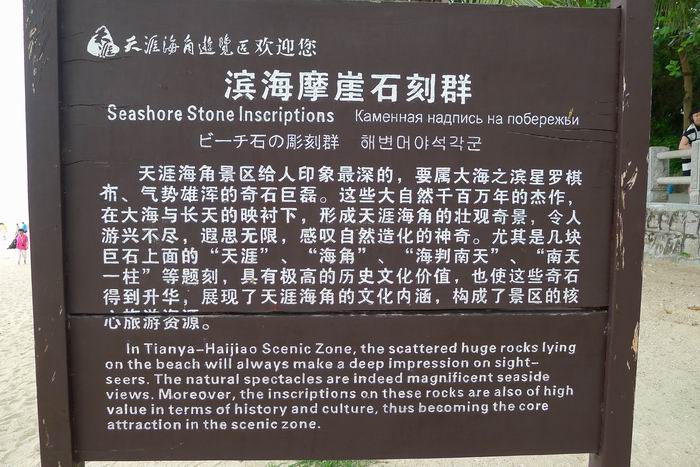 天涯海角遊覽区欢迎您
滨海摩崖石刻群
Seashore Stone Inscriptions Каменная надпись на побережьи
ビーチ石の彫刻群 해변머야석각군
天涯海角景区给人印象最深的，要属大海之滨星罗棋
布、气势雄浑的奇石巨磊。这些大自然千百万年的杰作，
在大海与长天的映衬下，形成天涯海角的壮观奇景，令人
游兴不尽，遐思无限，感叹自然造化的神奇。尤其是几块
巨石上面的“天涯”、“海角”、“海判南天”、“南天
一柱”等题刻，具有极高的历史文化价值，也使这些奇石
得到升华，展现了天涯海角的文化内涵，构成了景区的核
心旅游资源。
In Tianya-Haijiao Scenic Zone, the scattered huge rocks lying
on the beach will always make a deep impression on sight-
seers. The natural spectacles are indeed magnificent seaside
views. Moreover, the inscriptions on these rocks are also of high
value in terms of history and culture, thus becoming the core
attraction in the scenic zone.